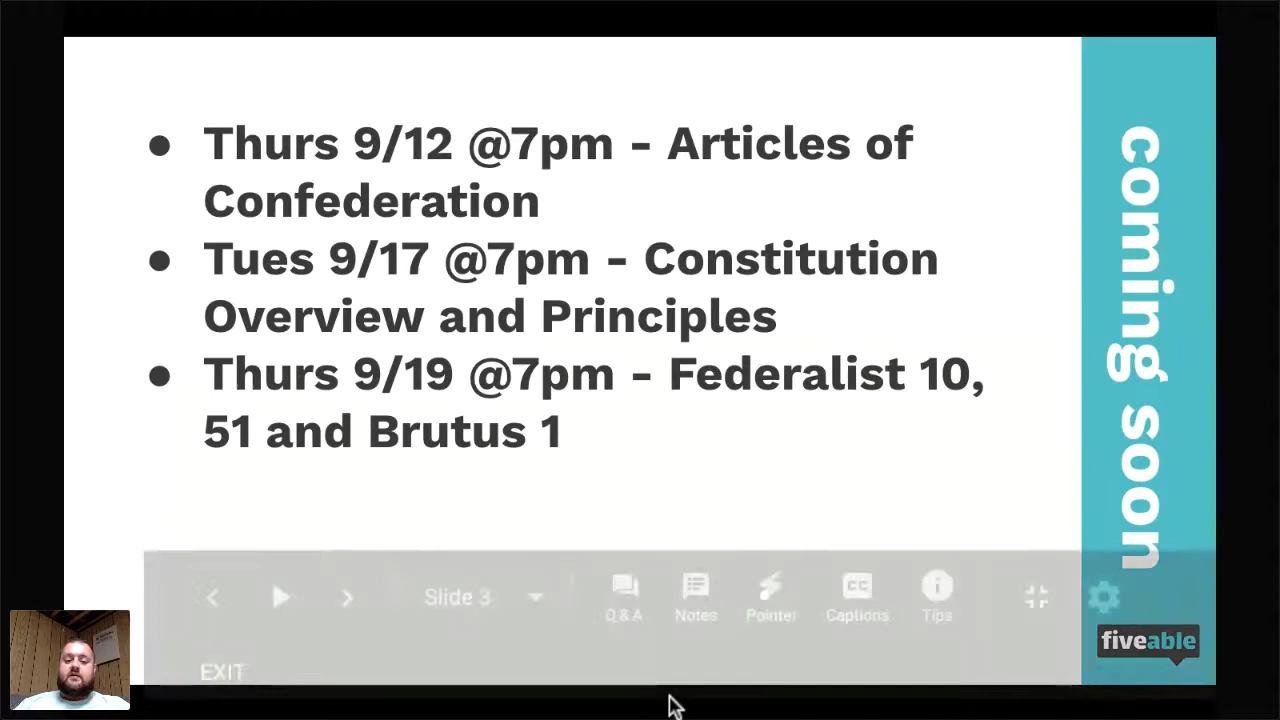 ● Thurs 9/12 @7pm - Articles of
Confederation
● Tues 9/17 @7pm - Constitution
Overview and Principles
● Thurs 9/19 @7pm - Federalist 10,
51 and Brutus 1
coming soon
Slide 3
Q & A
Notes
Pointer
CC
Captions
Tips
EXIT
fiveable